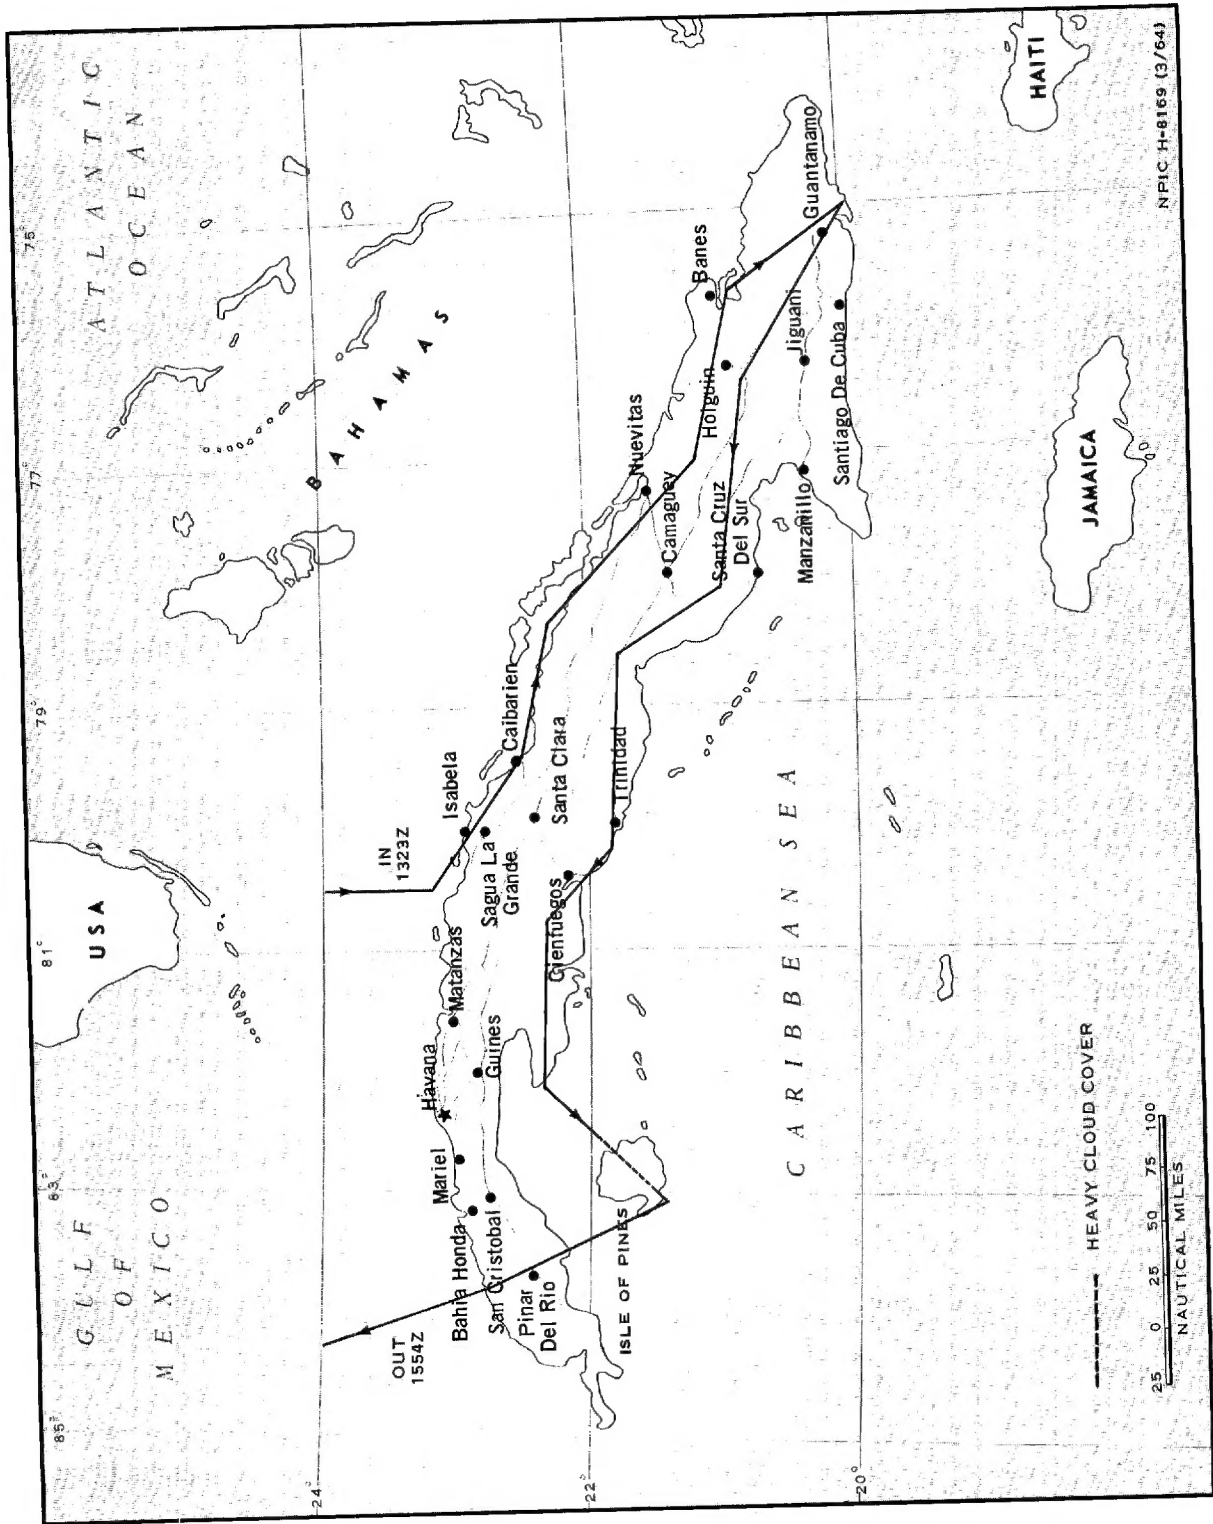 85°
83°
81°
79°
77°
75°
GULF
OF
MEXICO
USA
ATLANTIC
OCEAN
BAHAMAS
24°
OUT
1554Z
IN
1323Z
Bahia Honda
Mariel
Havana
Matanzas
Isabela
San Cristobal
Guines
Sagua La
Grande
Caibarien
Pinar
Del Rio
Cienfuegos
Santa Clara
Nuevitas
22°
ISLE OF PINES
Trinidad
Camaguey
Holguin
Banes
Santa Cruz
Del Sur
Manzanillo
Jiguani
Guantanamo
Santiago De Cuba
20°
CARIBBEAN SEA
JAMAICA
HAITI
HEAVY CLOUD COVER
25 0 25 50 75 100
NAUTICAL MILES
NPIC H-8169 (3/64)